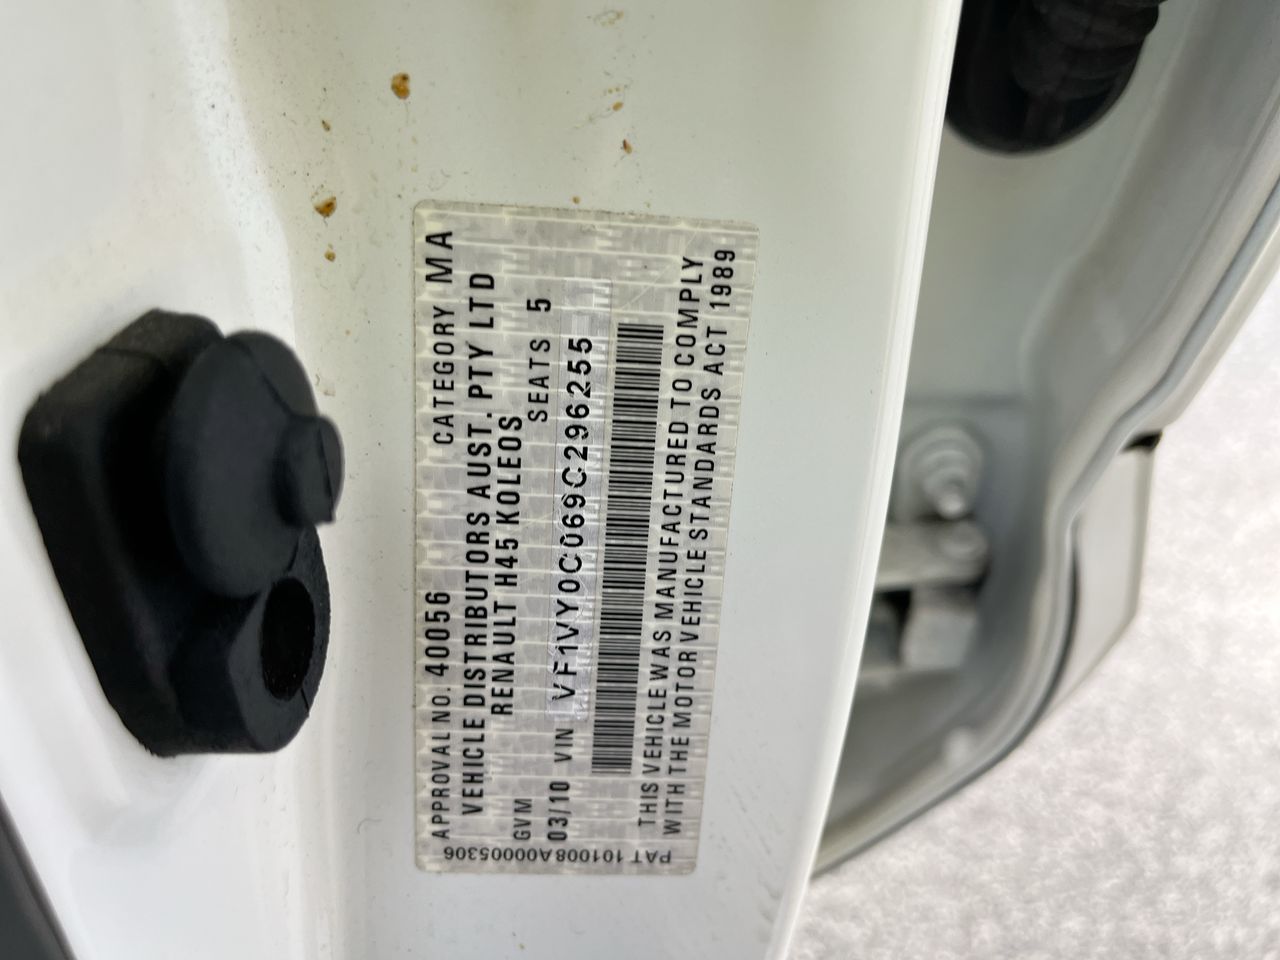 APPROVAL NO. 40056 CATEGORY MA
VEHICLE DISTRIBUTORS AUST. PTY LTD
RENAULT H45 KOLEOS
GVM SEATS 5
03/10 VIN VF1VY0C069C296255
THIS VEHICLE WAS MANUFACTURED TO COMPLY
WITH THE MOTOR VEHICLE STANDARDS ACT 1989
PAT 101008A00005306